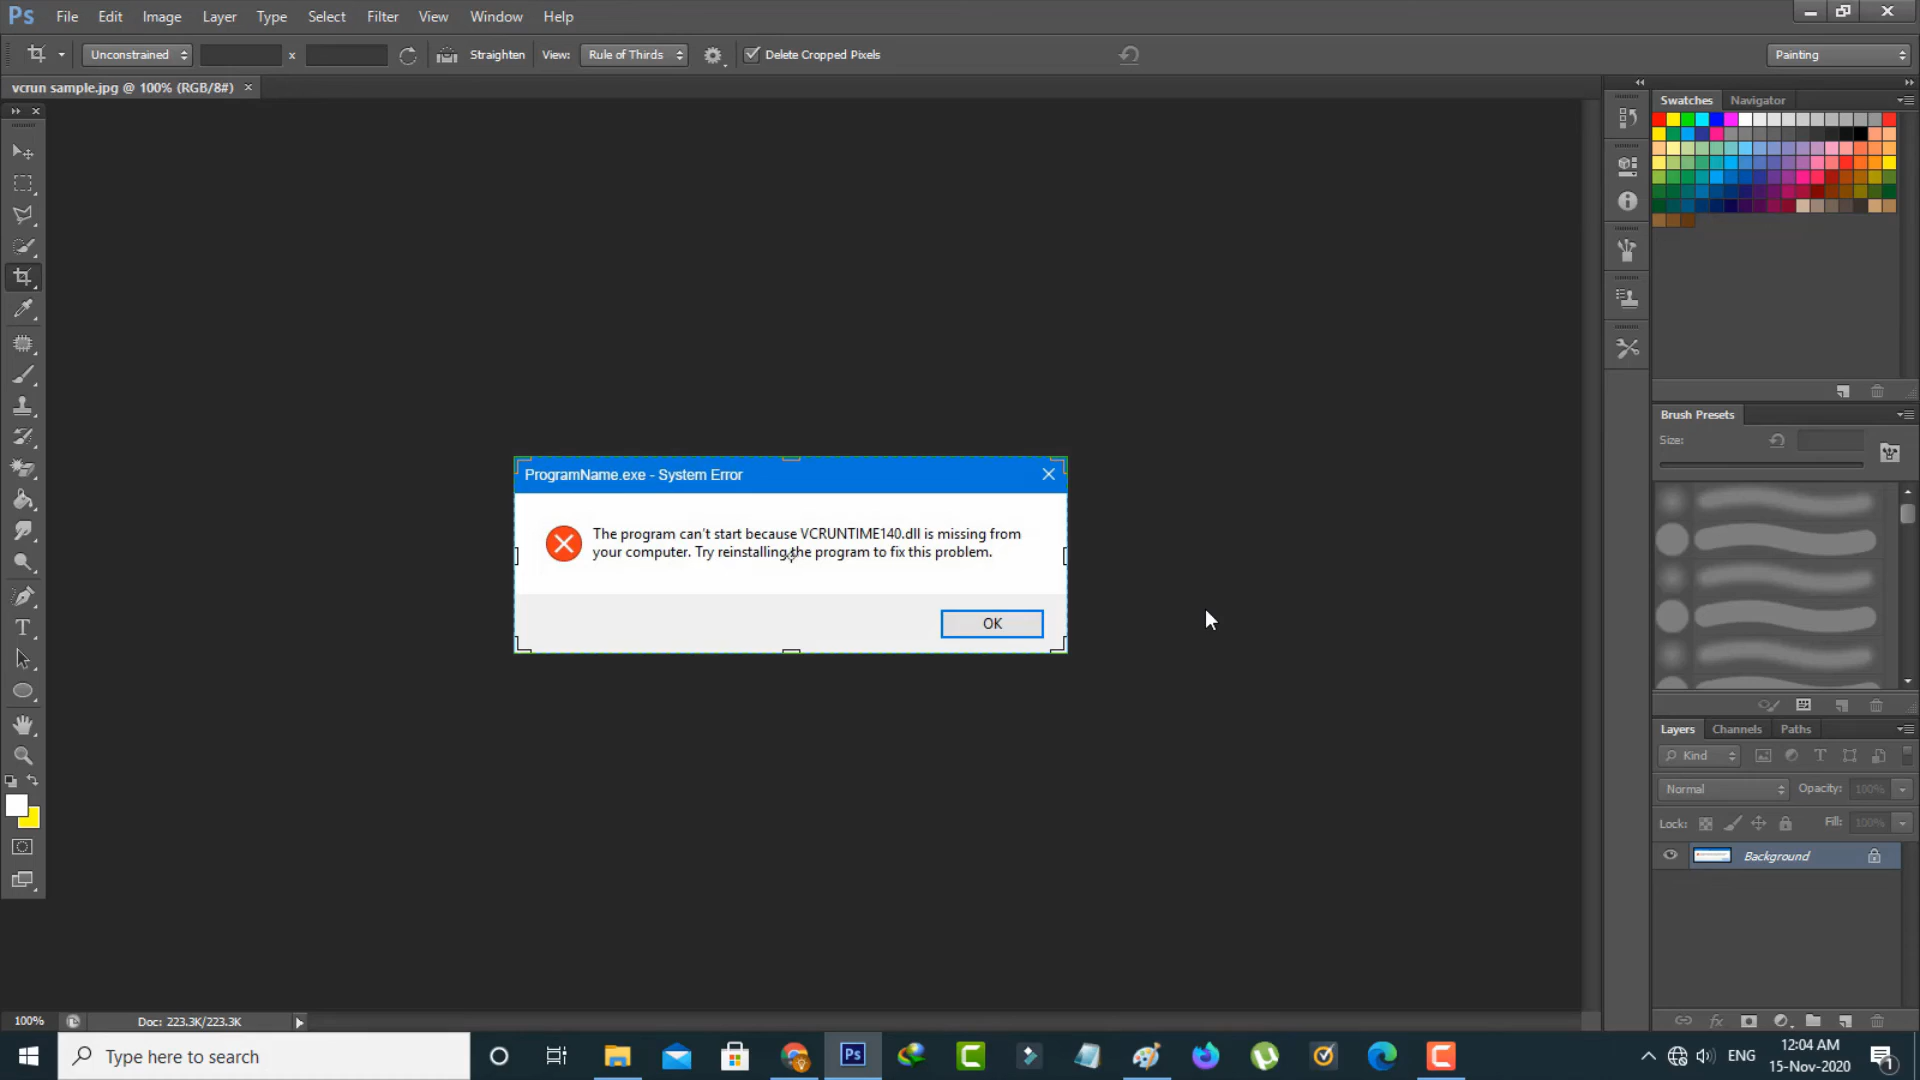 Ps File Edit Image Layer Type Select Filter View Window Help
Unconstrained x Straighten View: Rule of Thirds Delete Cropped Pixels Painting
vcrun sample.jpg @ 100% (RGB/8#) ×
Swatches Navigator
ProgramName.exe - System Error
The program can't start because VCRUNTIME140.dll is missing from
your computer. Try reinstalling the program to fix this problem.
OK
Brush Presets
Size:
Layers Channels Paths
Kind
Normal Opacity: 100%
Lock: Fill: 100%
Background
100% Doc: 223.3K/223.3K
Type here to search
Ps
ENG
12:04 AM
15-Nov-2020
1